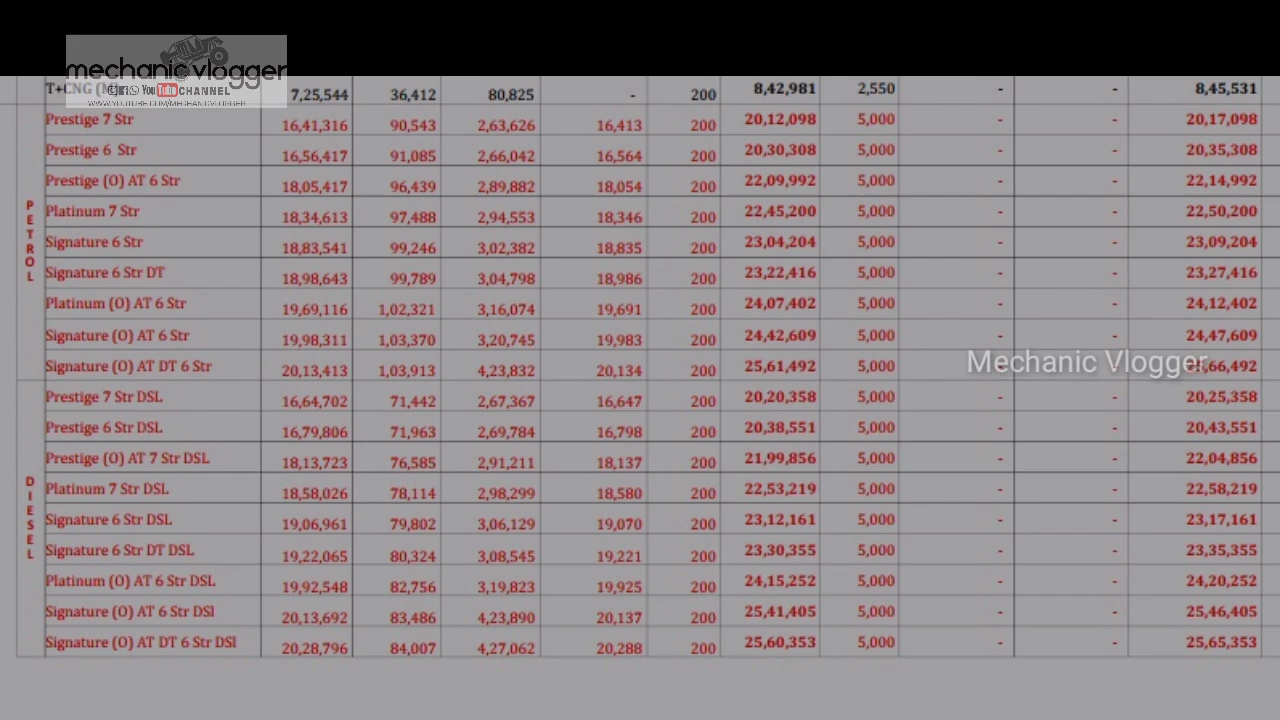 mechanic vlogger
YouTube CHANNEL
WWW.YOUTUBE.COM/MECHANICVLOGGER
T+CNG 7,25,544 36,412 80,825 - 200 8,42,981 2,550 - - 8,45,531
PETROL
Prestige 7 Str 16,41,316 90,543 2,63,626 16,413 200 20,12,098 5,000 - - 20,17,098
Prestige 6 Str 16,56,417 91,085 2,66,042 16,564 200 20,30,308 5,000 - - 20,35,308
Prestige (O) AT 6 Str 18,05,417 96,439 2,89,882 18,054 200 22,09,992 5,000 - - 22,14,992
Platinum 7 Str 18,34,613 97,488 2,94,553 18,346 200 22,45,200 5,000 - - 22,50,200
Signature 6 Str 18,83,541 99,246 3,02,382 18,835 200 23,04,204 5,000 - - 23,09,204
Signature 6 Str DT 18,98,643 99,789 3,04,798 18,986 200 23,22,416 5,000 - - 23,27,416
Platinum (O) AT 6 Str 19,69,116 1,02,321 3,16,074 19,691 200 24,07,402 5,000 - - 24,12,402
Signature (O) AT 6 Str 19,98,311 1,03,370 3,20,745 19,983 200 24,42,609 5,000 - - 24,47,609
Signature (O) AT DT 6 Str 20,13,413 1,03,913 4,23,832 20,134 200 25,61,492 5,000 - - 25,66,492
Mechanic Vlogger
DIESEL
Prestige 7 Str DSL 16,64,702 71,442 2,67,367 16,647 200 20,20,358 5,000 - - 20,25,358
Prestige 6 Str DSL 16,79,806 71,963 2,69,784 16,798 200 20,38,551 5,000 - - 20,43,551
Prestige (O) AT 7 Str DSL 18,13,723 76,585 2,91,211 18,137 200 21,99,856 5,000 - - 22,04,856
Platinum 7 Str DSL 18,58,026 78,114 2,98,299 18,580 200 22,53,219 5,000 - - 22,58,219
Signature 6 Str DSL 19,06,961 79,802 3,06,129 19,070 200 23,12,161 5,000 - - 23,17,161
Signature 6 Str DT DSL 19,22,065 80,324 3,08,545 19,221 200 23,30,355 5,000 - - 23,35,355
Platinum (O) AT 6 Str DSL 19,92,548 82,756 3,19,823 19,925 200 24,15,252 5,000 - - 24,20,252
Signature (O) AT 6 Str DSl 20,13,692 83,486 4,23,890 20,137 200 25,41,405 5,000 - - 25,46,405
Signature (O) AT DT 6 Str DSl 20,28,796 84,007 4,27,062 20,288 200 25,60,353 5,000 - - 25,65,353